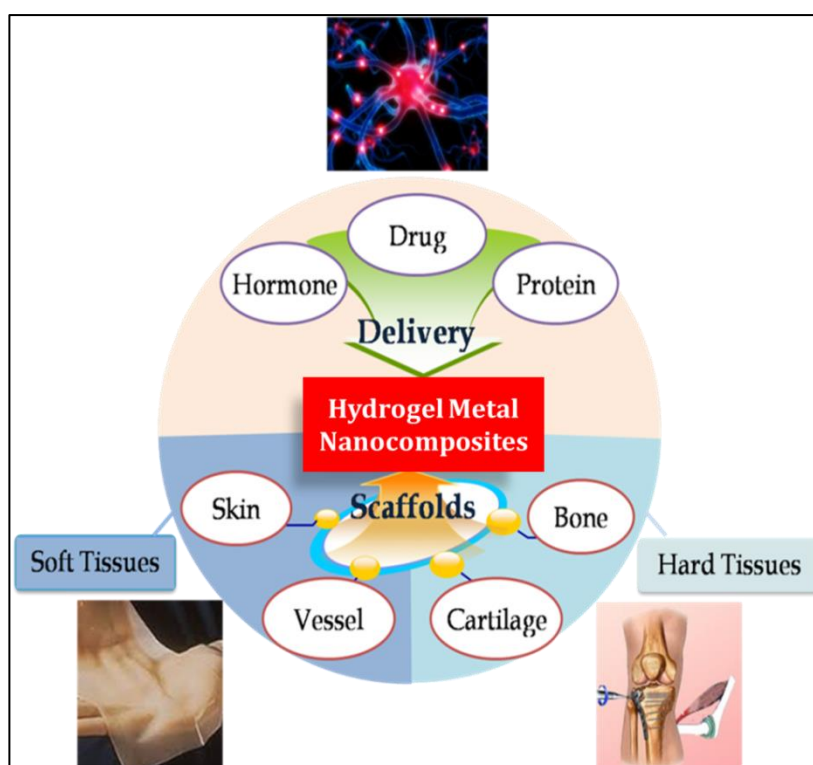 Drug
Hormone
Protein
Delivery
Hydrogel Metal
Nanocomposites
Scaffolds
Skin
Bone
Soft Tissues
Hard Tissues
Vessel
Cartilage